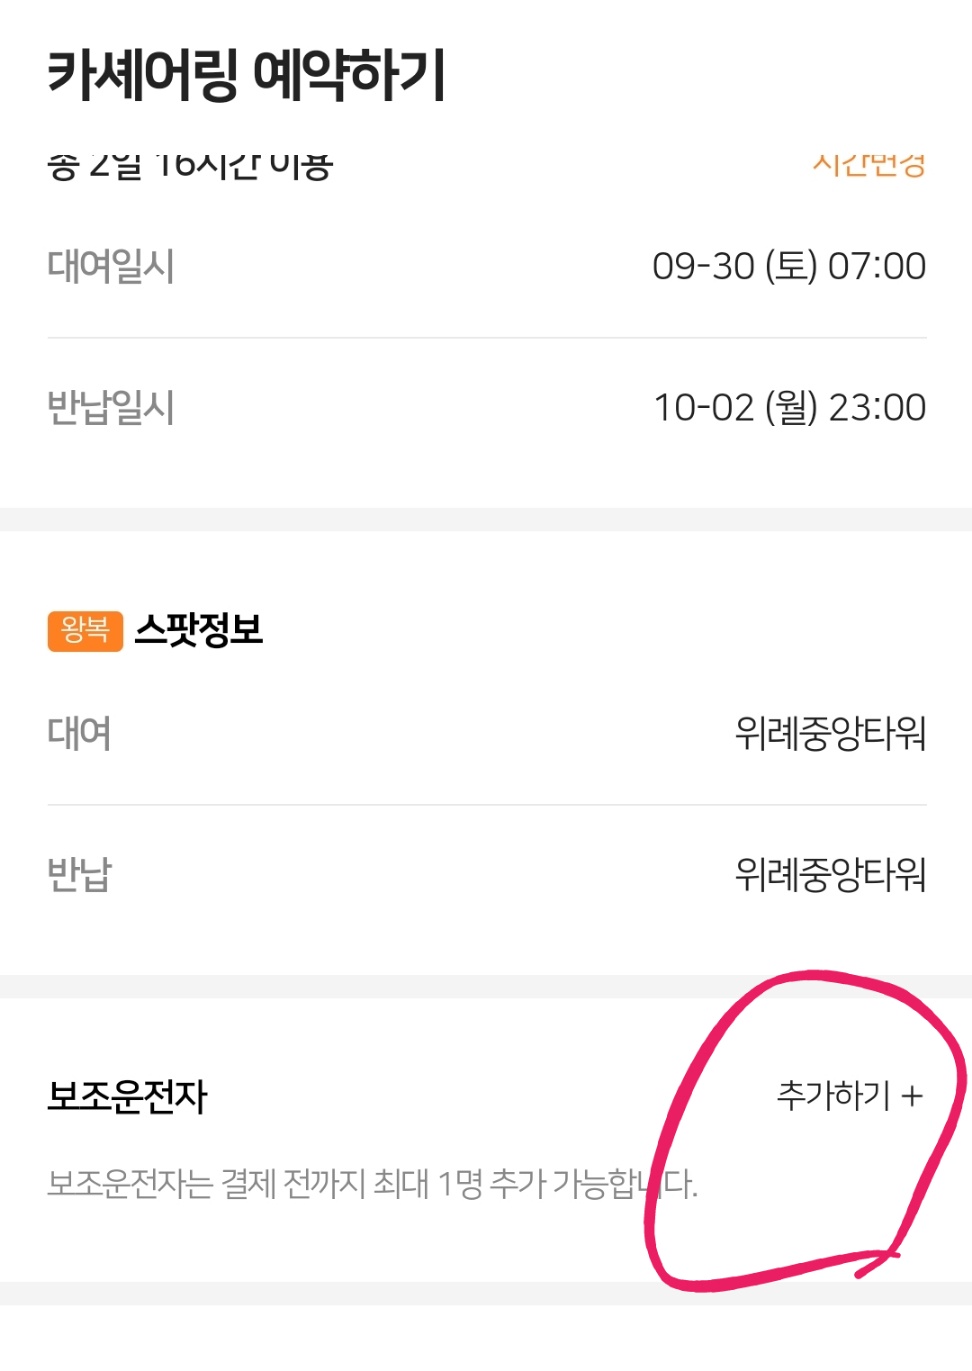 카셰어링 예약하기
총 2일 16시간 이용 시간변경
대여일시 09-30 (토) 07:00
반납일시 10-02 (월) 23:00
왕복 스팟정보
대여 위례중앙타워
반납 위례중앙타워
보조운전자 추가하기 +
보조운전자는 결제 전까지 최대 1명 추가 가능합니다.